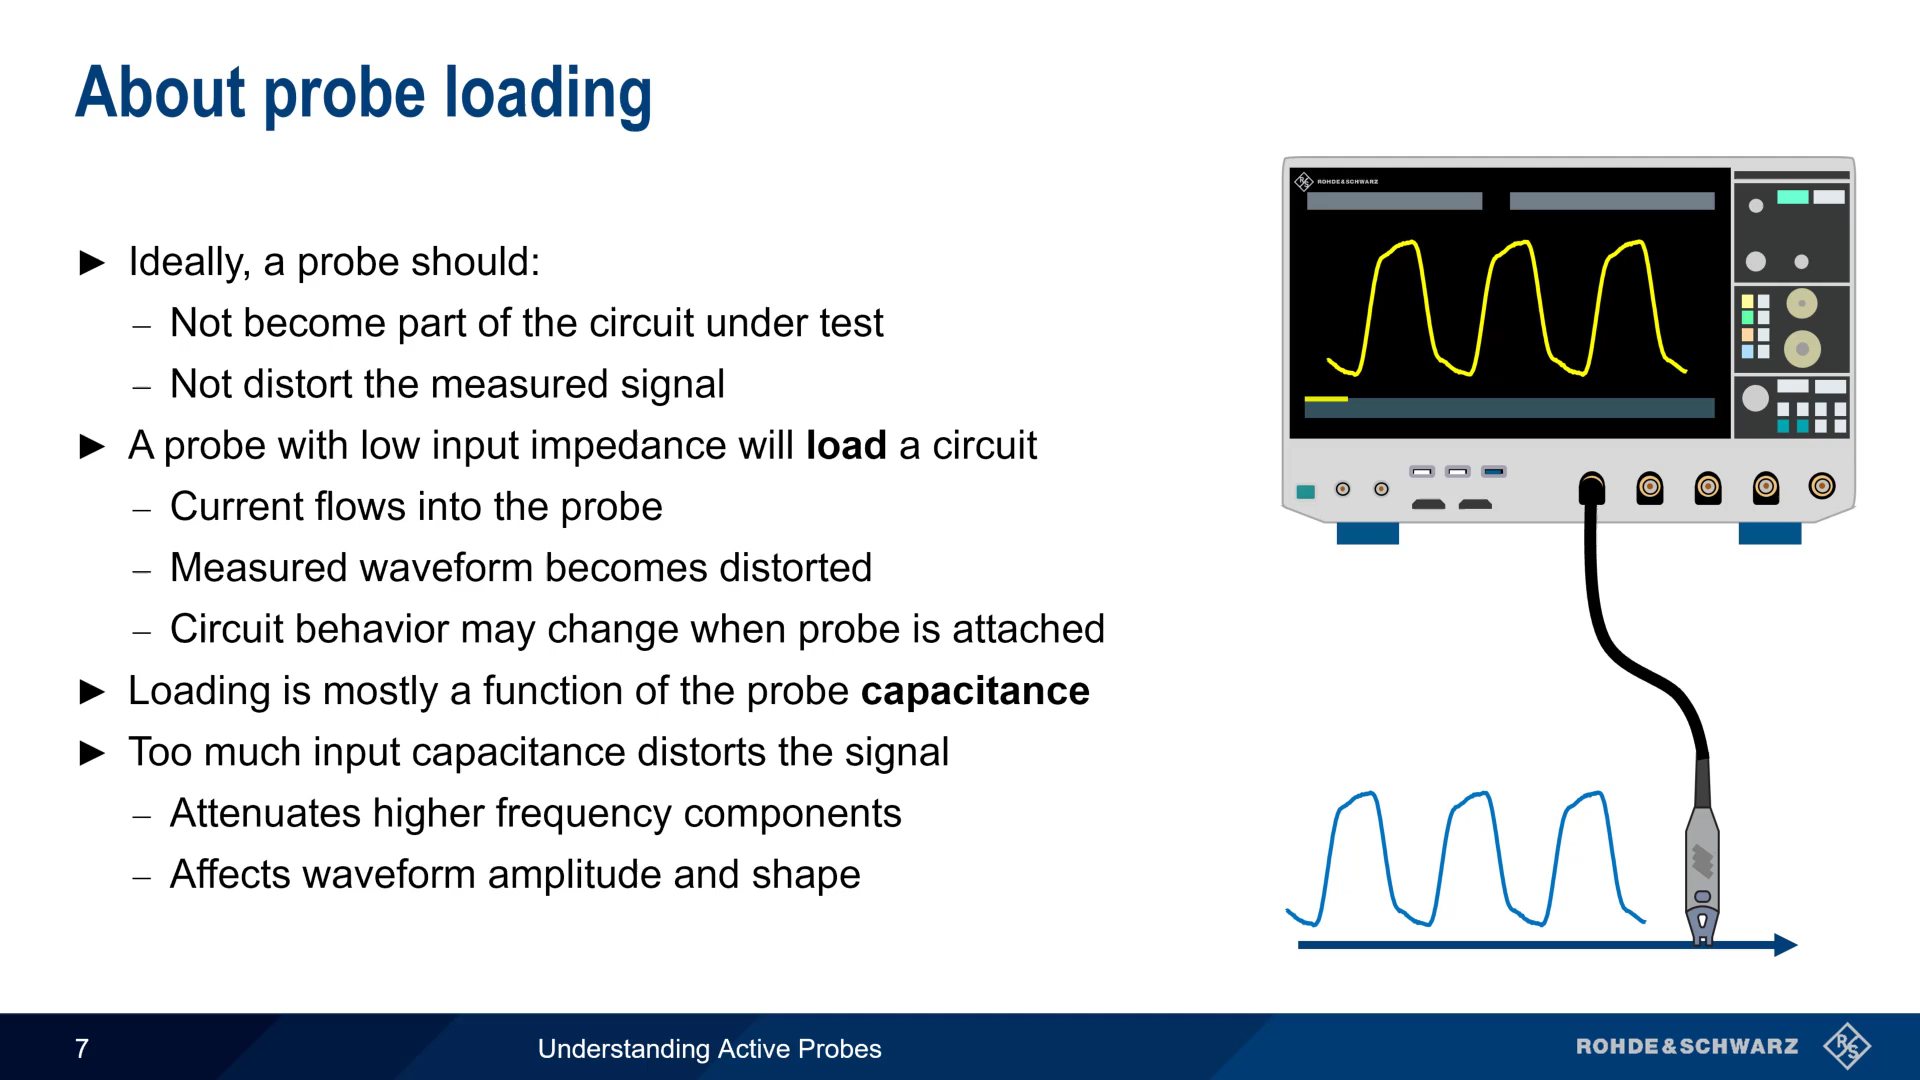 About probe loading
► Ideally, a probe should:
– Not become part of the circuit under test
– Not distort the measured signal
► A probe with low input impedance will load a circuit
– Current flows into the probe
– Measured waveform becomes distorted
– Circuit behavior may change when probe is attached
► Loading is mostly a function of the probe capacitance
► Too much input capacitance distorts the signal
– Attenuates higher frequency components
– Affects waveform amplitude and shape
R&S ROHDE&SCHWARZ
7
Understanding Active Probes
ROHDE&SCHWARZ R&S